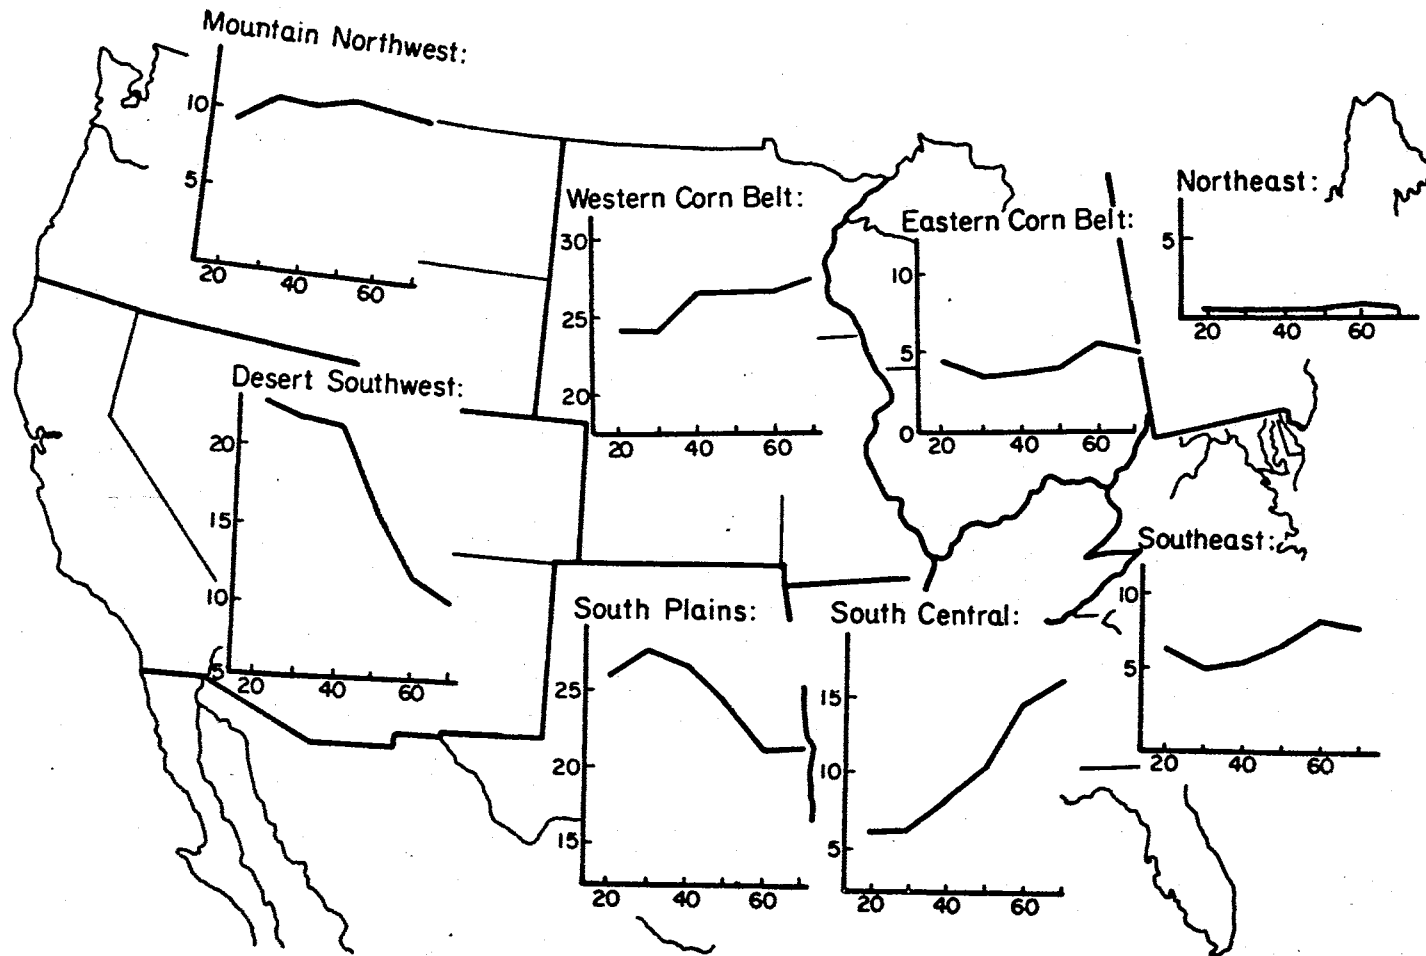 Mountain Northwest:
10
5
20 40 60
Western Corn Belt:
30
25
20
20 40 60
Eastern Corn Belt:
10
5
0
20 40 60
Northeast:
5
20 40 60
Desert Southwest:
20
15
10
5
20 40 60
South Plains:
25
20
15
20 40 60
South Central:
15
10
5
20 40 60
Southeast:
10
5
20 40 60